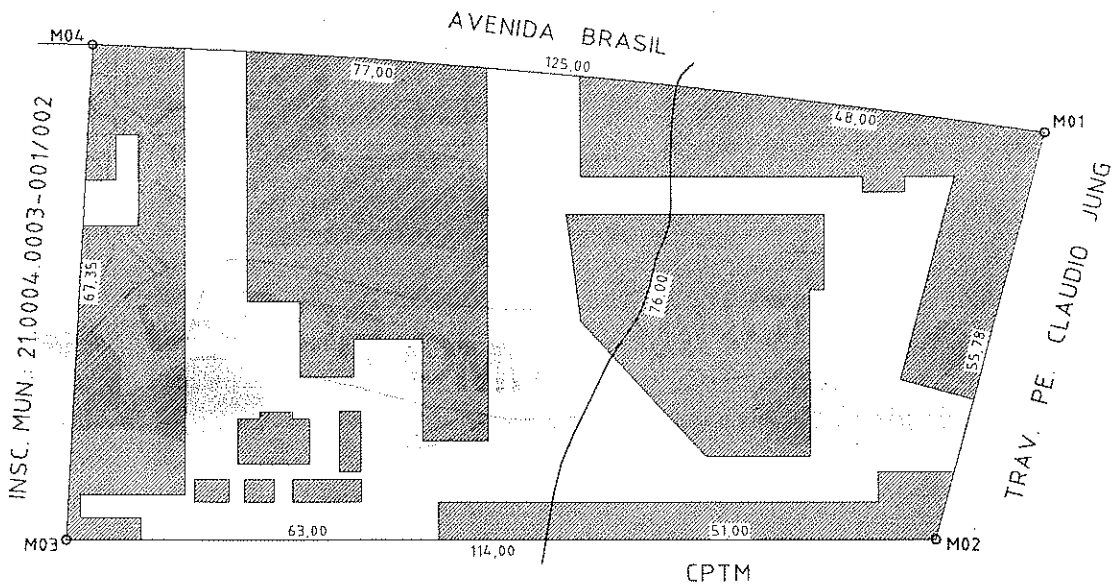 AVENIDA BRASIL
M04
77,00
125,00
48,00
M01
INSC. MUN.: 21.0004.0003-001/002
67,35
76,00
55,78
TRAV. PE. CLAUDIO JUNG
M03
63,00
114,00
51,00
M02
CPTM